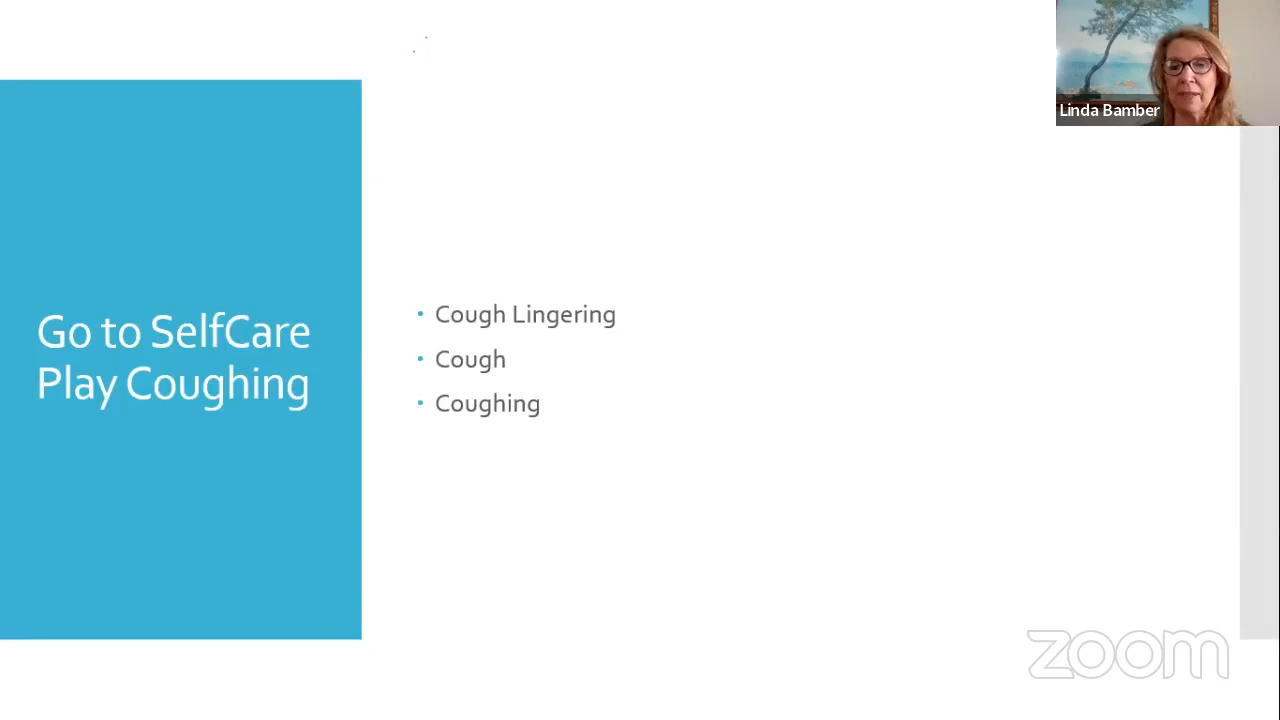 Linda Bamber
Go to SelfCare
Play Coughing
• Cough Lingering
• Cough
• Coughing
zoom